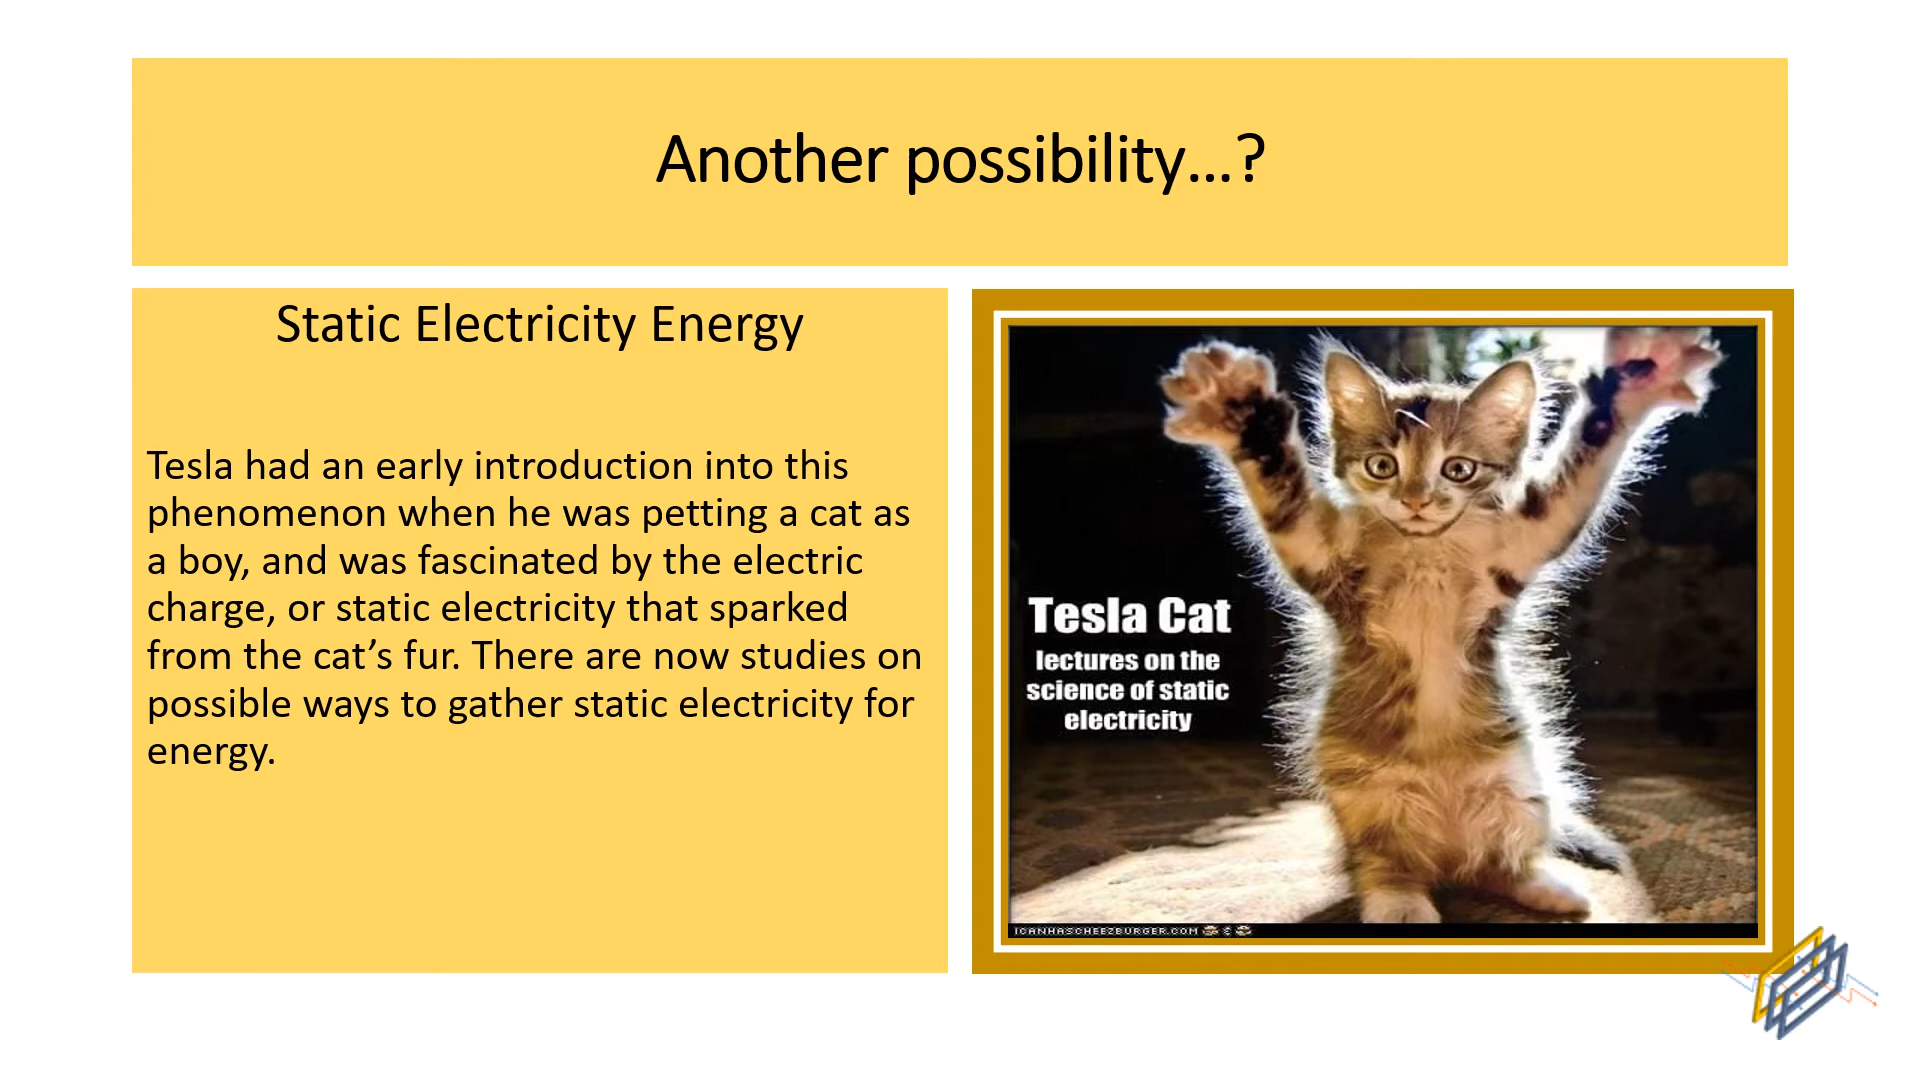 Another possibility...?
Static Electricity Energy
Tesla had an early introduction into this
phenomenon when he was petting a cat as
a boy, and was fascinated by the electric
charge, or static electricity that sparked
from the cat’s fur. There are now studies on
possible ways to gather static electricity for
energy.
Tesla Cat
lectures on the
science of static
electricity
ICANHASCHEEZBURGER.COM